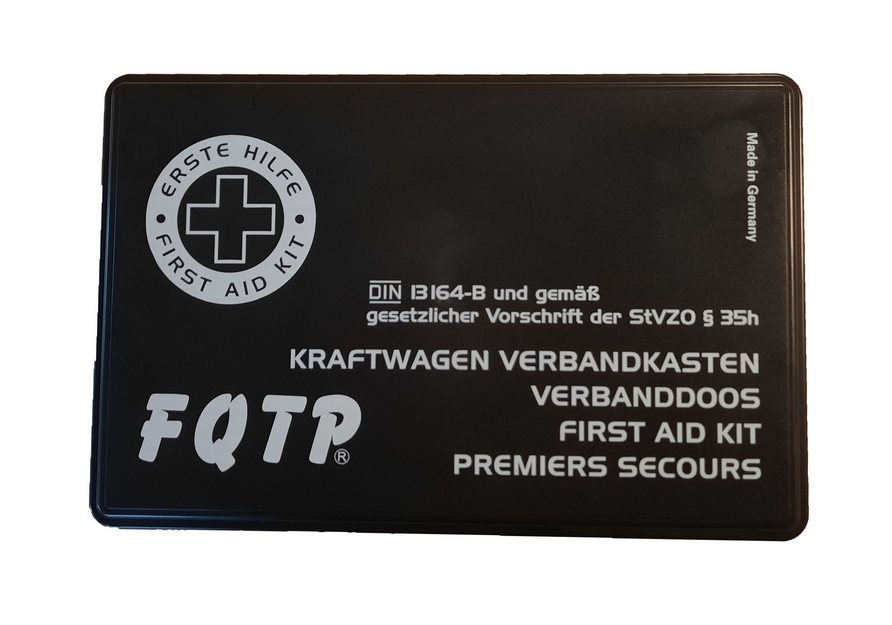 ERSTE HILFE
FIRST AID KIT
Made in Germany
DIN 13164-B und gemäß
gesetzlicher Vorschrift der StVZO § 35h
KRAFTWAGEN VERBANDKASTEN
VERBANDDOOS
FIRST AID KIT
PREMIERS SECOURS
FQTP®